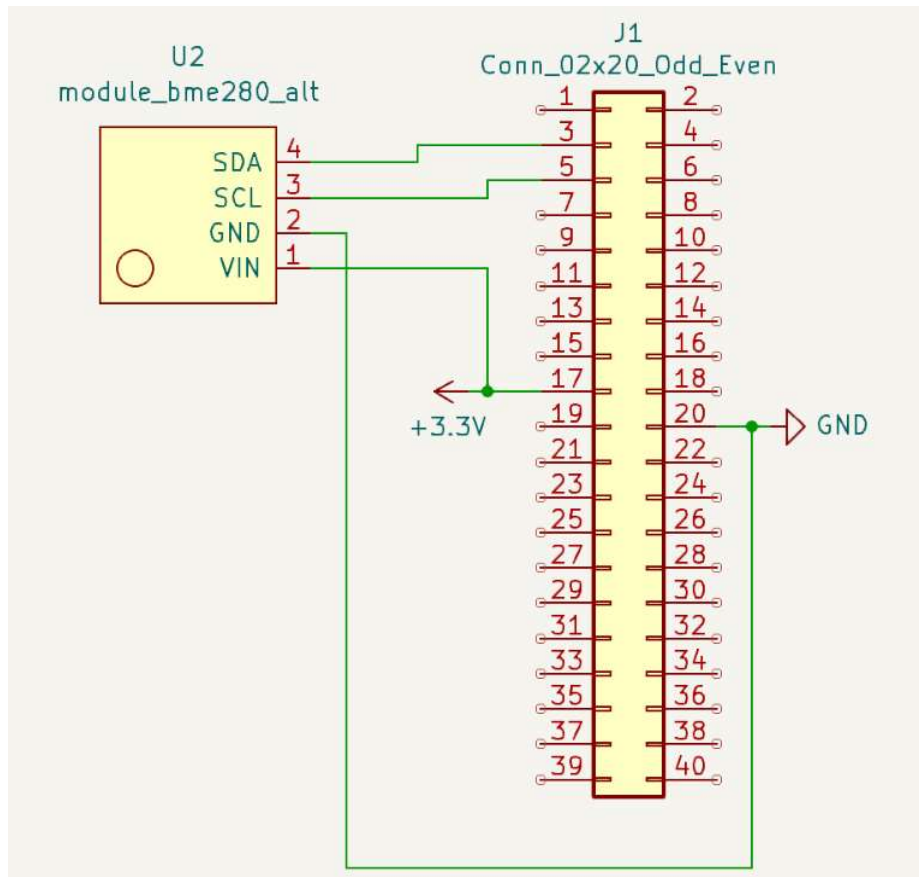 U2
module_bme280_alt
SDA 4
SCL 3
GND 2
VIN 1
J1
Conn_02x20_Odd_Even
1 2
3 4
5 6
7 8
9 10
11 12
13 14
15 16
17 18
+3.3V
19 20
GND
21 22
23 24
25 26
27 28
29 30
31 32
33 34
35 36
37 38
39 40